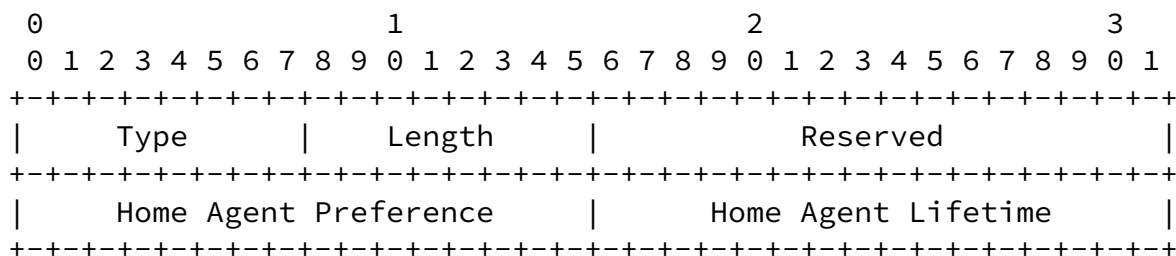 0                   1                   2                   3
 0 1 2 3 4 5 6 7 8 9 0 1 2 3 4 5 6 7 8 9 0 1 2 3 4 5 6 7 8 9 0 1
+-+-+-+-+-+-+-+-+-+-+-+-+-+-+-+-+-+-+-+-+-+-+-+-+-+-+-+-+-+-+-+-+
|     Type      |    Length     |           Reserved            |
+-+-+-+-+-+-+-+-+-+-+-+-+-+-+-+-+-+-+-+-+-+-+-+-+-+-+-+-+-+-+-+-+
|     Home Agent Preference     |      Home Agent Lifetime      |
+-+-+-+-+-+-+-+-+-+-+-+-+-+-+-+-+-+-+-+-+-+-+-+-+-+-+-+-+-+-+-+-+